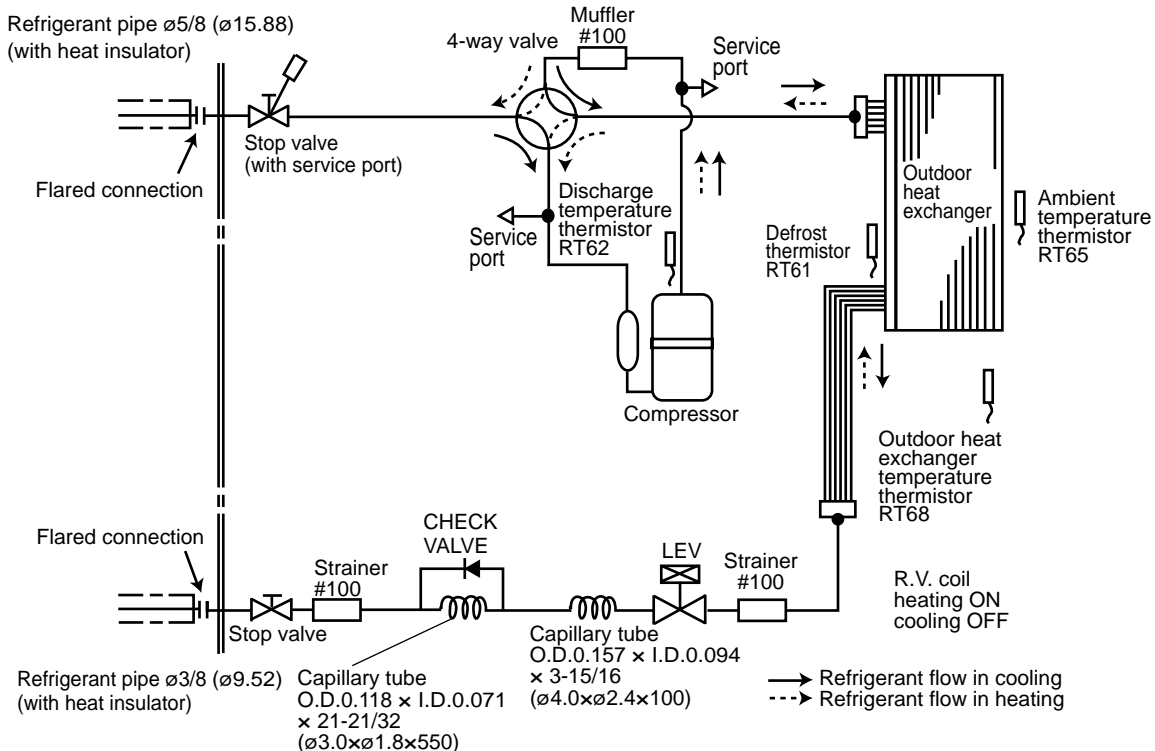 Refrigerant pipe ø5/8 (ø15.88)
(with heat insulator)
Muffler
#100
4-way valve
Service
port
Stop valve
(with service port)
Flared connection
Discharge
temperature
thermistor
RT62
Service
port
Outdoor
heat
exchanger
Ambient
temperature
thermistor
RT65
Defrost
thermistor
RT61
Compressor
Outdoor heat
exchanger
temperature
thermistor
RT68
Flared connection
CHECK
VALVE
LEV
Strainer
#100
Strainer
#100
R.V. coil
heating ON
cooling OFF
Stop valve
Refrigerant pipe ø3/8 (ø9.52)
(with heat insulator)
Capillary tube
O.D.0.118 × I.D.0.071
× 21-21/32
(ø3.0×ø1.8×550)
Capillary tube
O.D.0.157 × I.D.0.094
× 3-15/16
(ø4.0×ø2.4×100)
Refrigerant flow in cooling
Refrigerant flow in heating